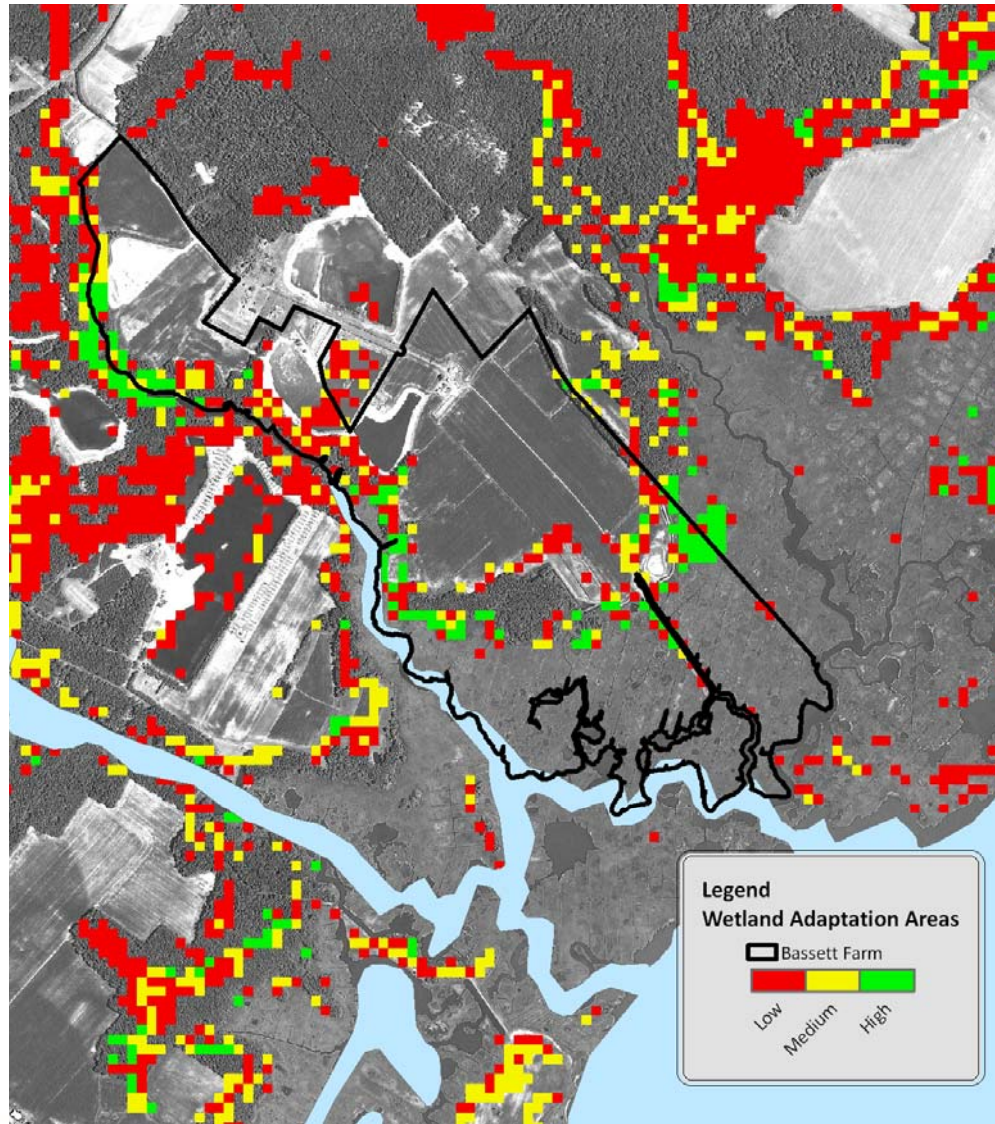 Legend
Wetland Adaptation Areas
Bassett Farm
Low
Medium
High